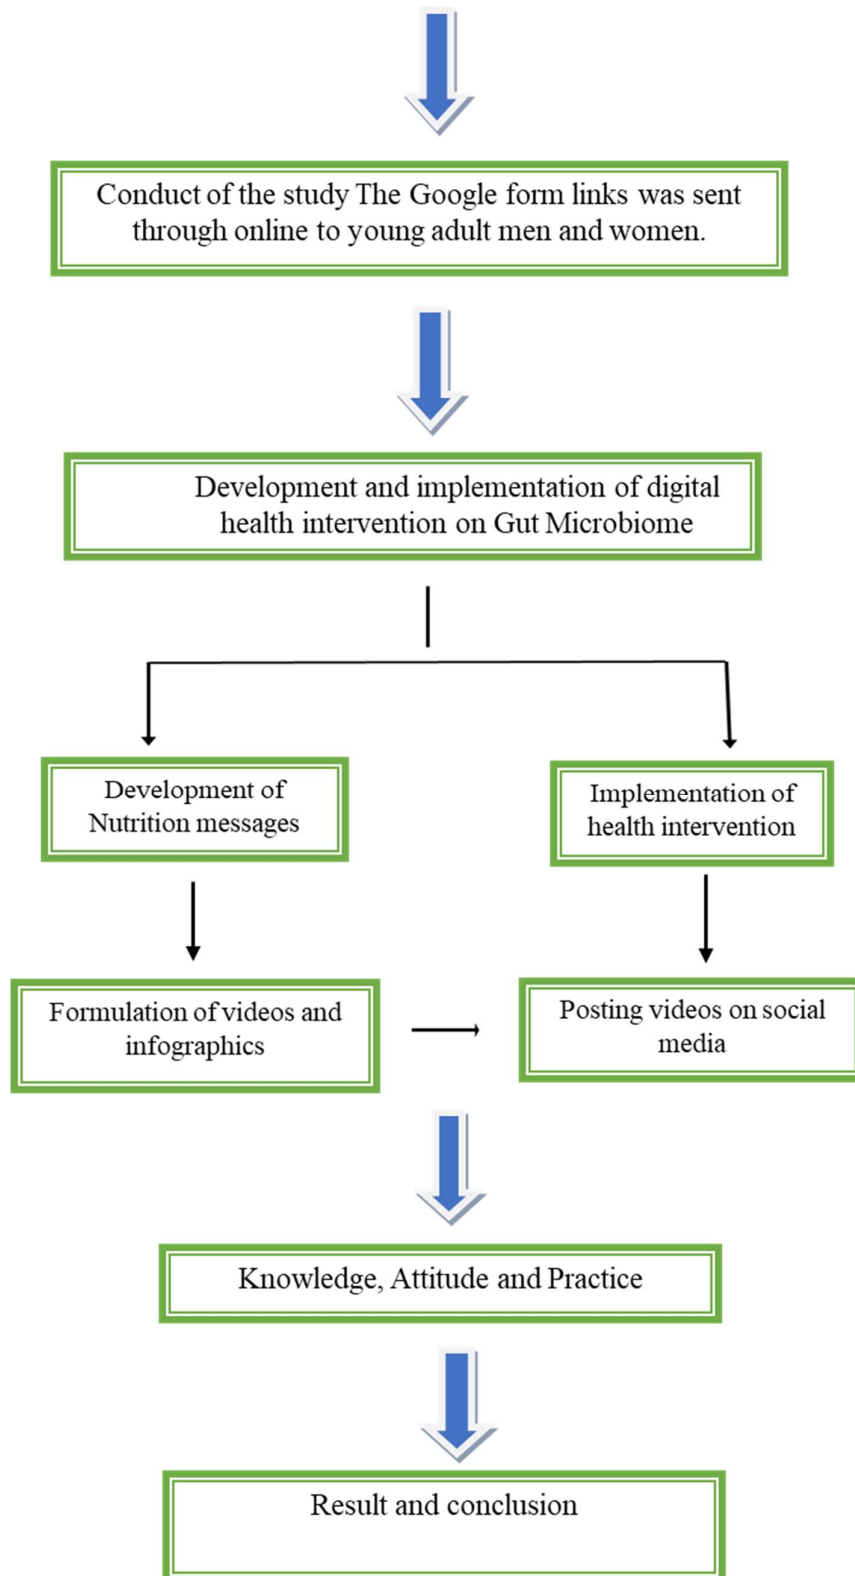 Conduct of the study The Google form links was sent
through online to young adult men and women.
Development and implementation of digital
health intervention on Gut Microbiome
Development of
Nutrition messages
Implementation of
health intervention
Formulation of videos and
infographics
Posting videos on social
media
Knowledge, Attitude and Practice
Result and conclusion